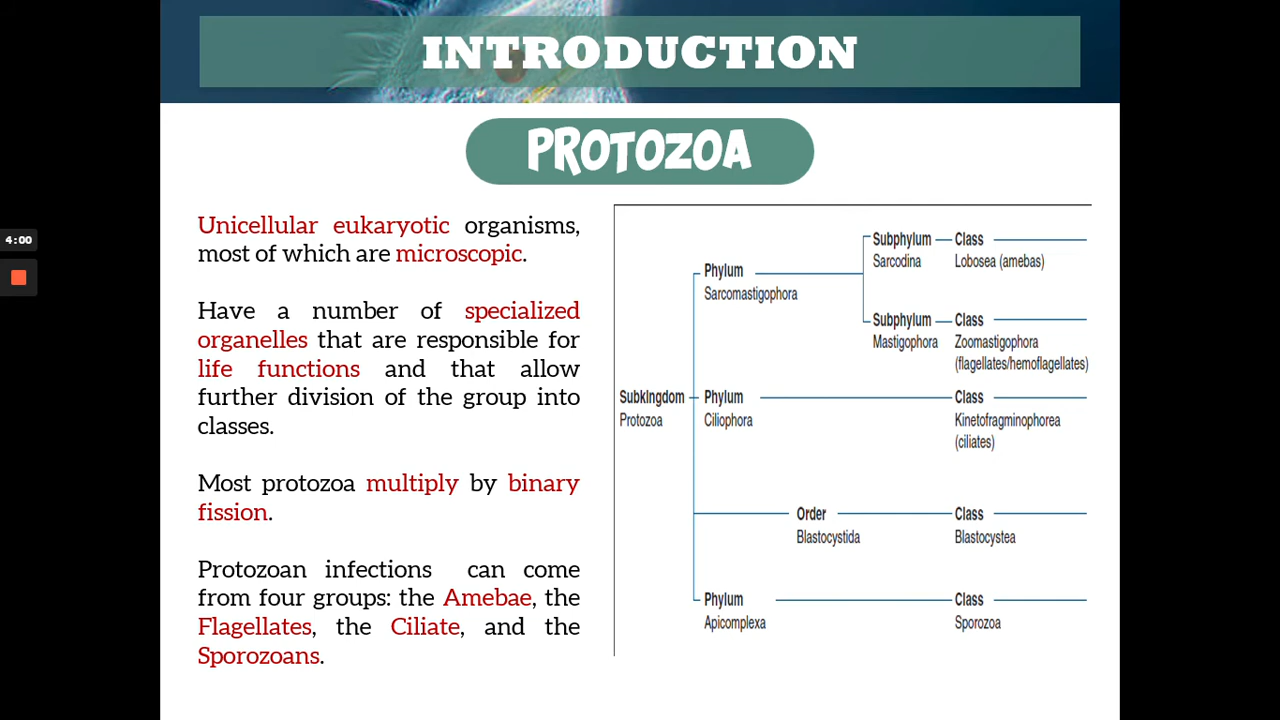 INTRODUCTION
PROTOZOA
4:00
Unicellular eukaryotic organisms,
most of which are microscopic.
Have a number of specialized
organelles that are responsible for
life functions and that allow
further division of the group into
classes.
Most protozoa multiply by binary
fission.
Protozoan infections can come
from four groups: the Amebae, the
Flagellates, the Ciliate, and the
Sporozoans.
Subkingdom
Protozoa
Phylum
Sarcomastigophora
Subphylum
Sarcodina
Class
Lobosea (amebas)
Subphylum
Mastigophora
Class
Zoomastigophora
(flagellates/hemoflagellates)
Phylum
Ciliophora
Class
Kinetofragminophorea
(ciliates)
Order
Blastocystida
Class
Blastocystea
Phylum
Apicomplexa
Class
Sporozoa